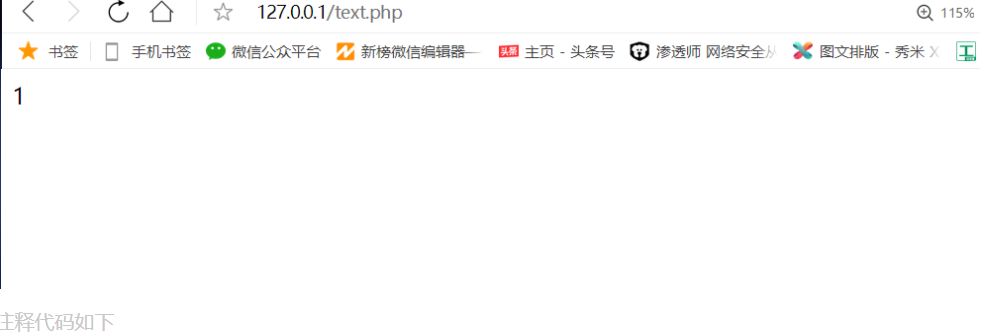 127.0.0.1/text.php 115%
书签 手机书签 微信公众平台 新榜微信编辑器 头条 主页 - 头条号 渗透师 网络安全从 图文排版 - 秀米 X
1
注释代码如下